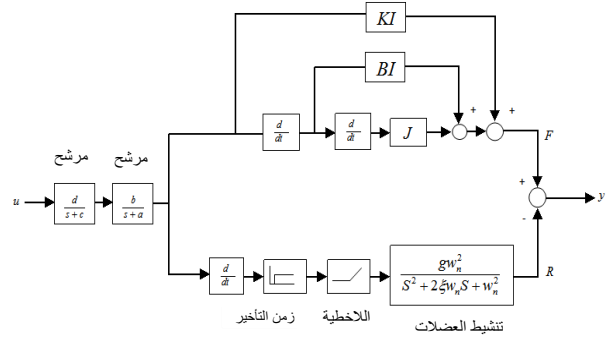 KI
BI
d
dt
d
dt
J
+
+
F
مرشح
مرشح
u
d
s + c
b
s + a
+
-
y
d
dt
gw_n^2
S^2 + 2ξw_nS + w_n^2
R
زمن التأخير
اللاخطية
تنشيط العضلات